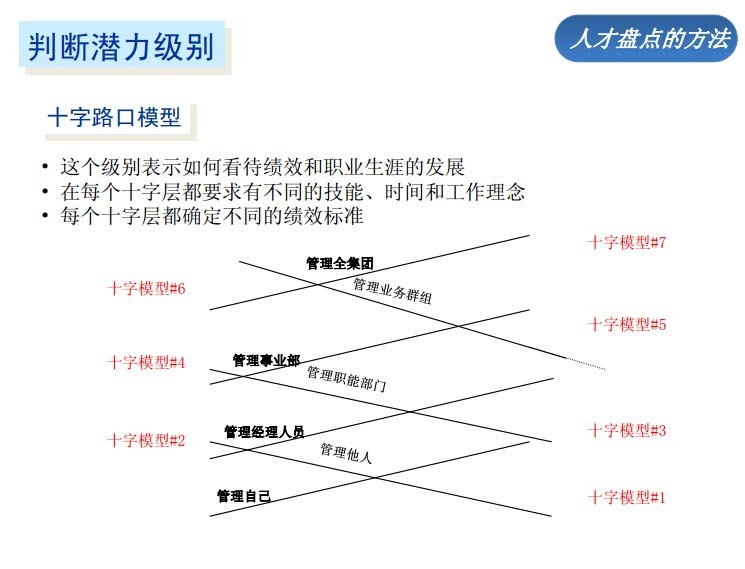 判断潜力级别
人才盘点的方法
十字路口模型
• 这个级别表示如何看待绩效和职业生涯的发展
• 在每个十字层都要求有不同的技能、时间和工作理念
• 每个十字层都确定不同的绩效标准
十字模型#7
管理全集团
十字模型#6
管理业务群组
十字模型#5
管理事业部
十字模型#4
管理职能部门
管理经理人员
十字模型#3
十字模型#2
管理他人
管理自己
十字模型#1